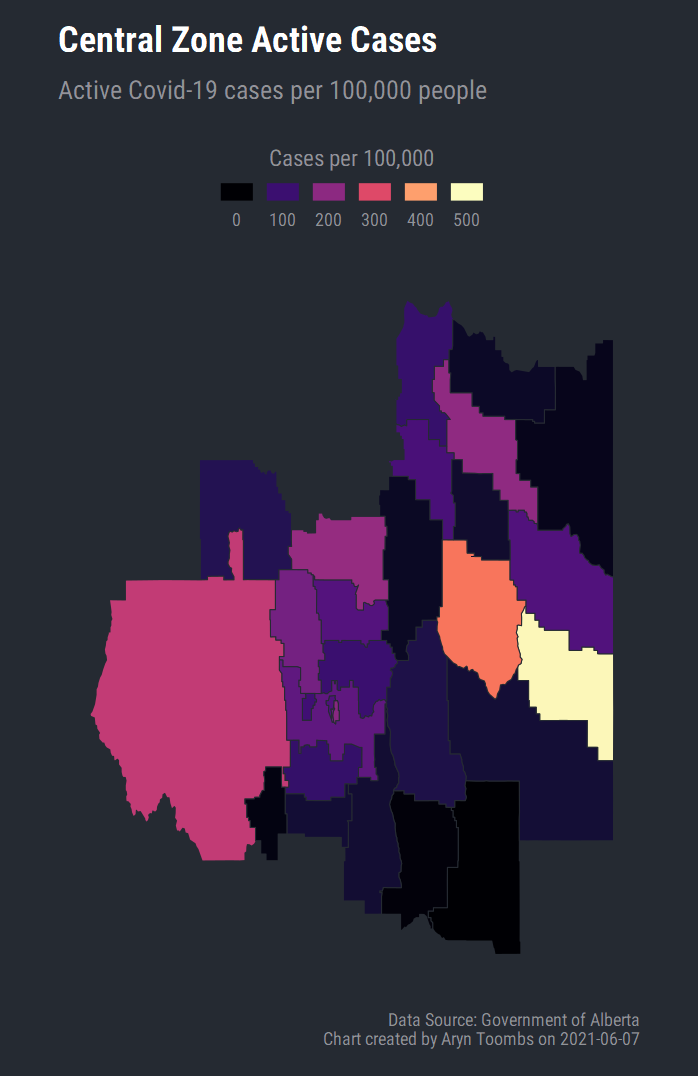 Central Zone Active Cases
Active Covid-19 cases per 100,000 people
Cases per 100,000
0 100 200 300 400 500
Data Source: Government of Alberta
Chart created by Aryn Toombs on 2021-06-07